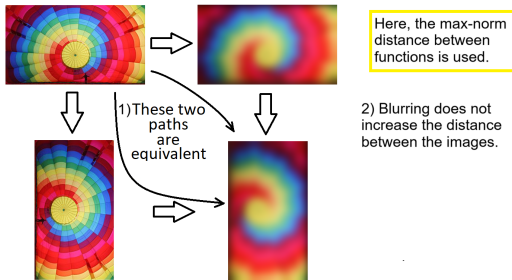 Here, the max-norm
distance between
functions is used.
1)These two
paths
are
equivalent
2) Blurring does not
increase the distance
between the images.